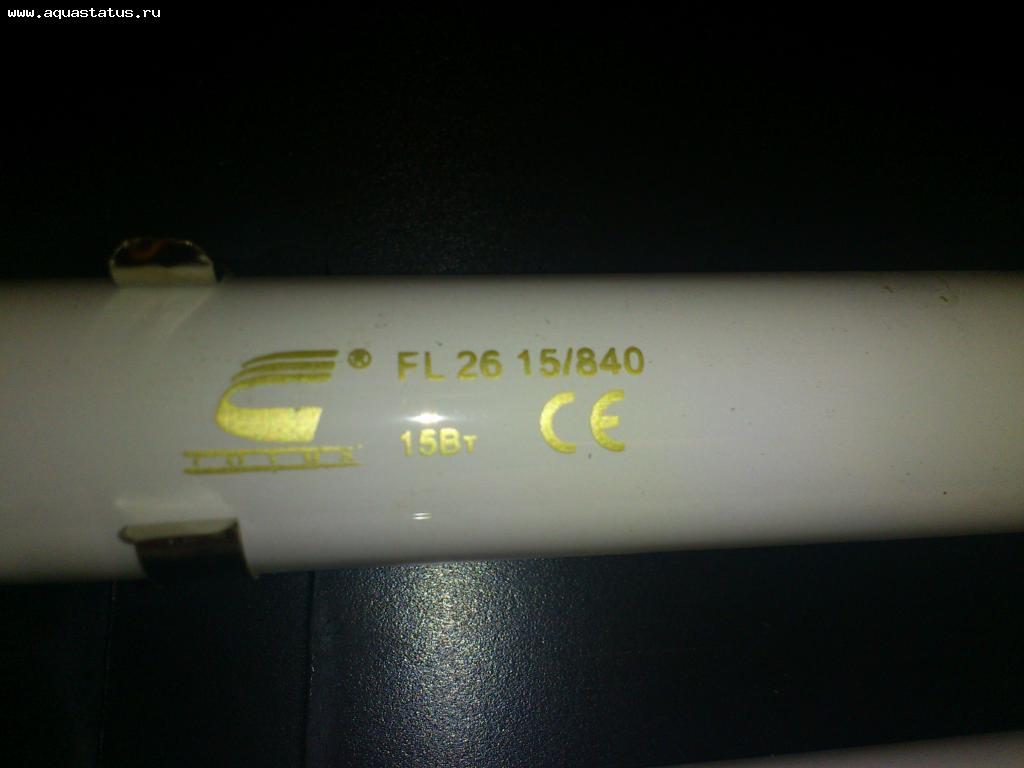 www.aquastatus.ru
® FL 26 15/840
15Вт CE